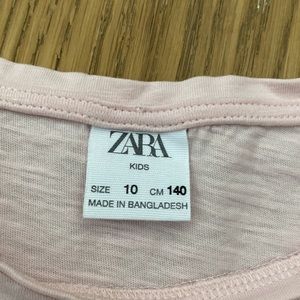 ZARA
KIDS
SIZE 10 CM 140
MADE IN BANGLADESH